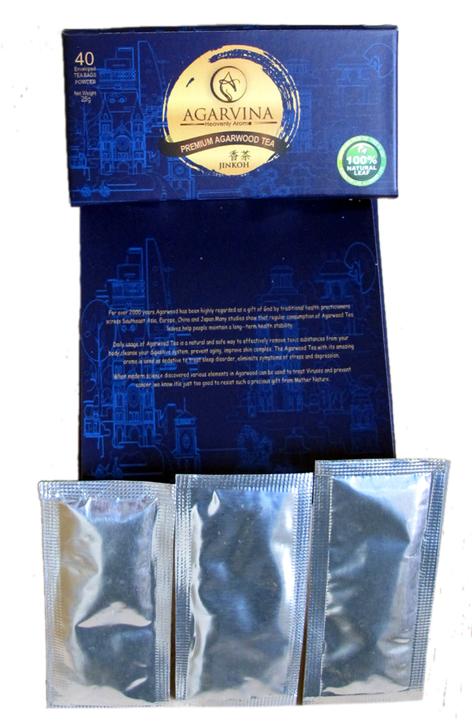 40
Enveloped
TEA BAGS
POWDER
Net Weight
25g
AGARVINA
Heavenly Aroma
PREMIUM AGARWOOD TEA
香茶
JINKOH
100%
NATURAL
LEAF
For over 2000 years Agarwood has been highly regarded as a gift of God by traditional health practicioners
across Southeast Asia, Europe, China and Japan.Many studies show that regular consumption of Agarwood Tea
leaves help people maintain a long-term health stability.
Daily usage of Agarwood Tea is a natural and safe way to effectively remove toxic substances from your
body,cleanse your digestive system, prevent aging, improve skin complex. The Agarwood Tea with its amazing
aroma is used as sedative to treat sleep disorder, eliminate symptoms of stress and depression.
When modern science discovered various elements in Agarwood can be used to treat Viruses and prevent
cancer, we know it's just too good to resist such a precious gift from Mother Nature.